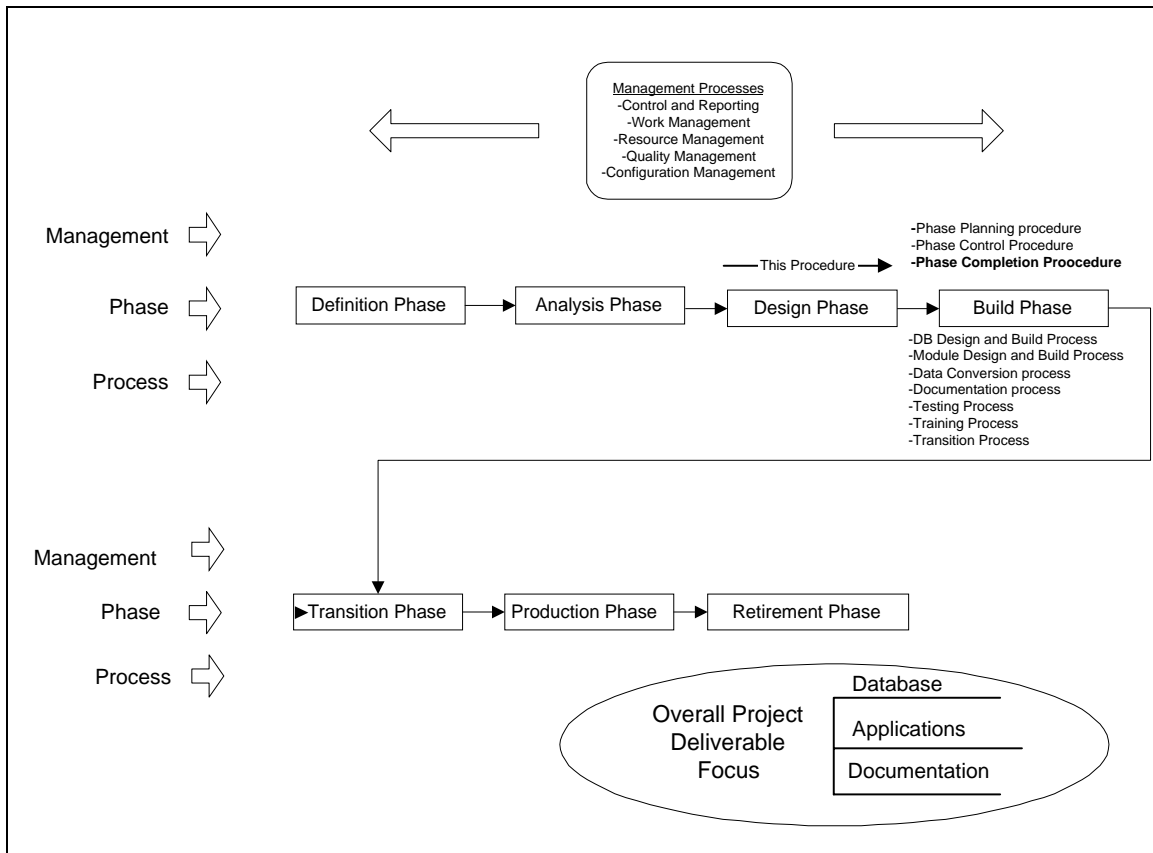 Management Processes
-Control and Reporting
-Work Management
-Resource Management
-Quality Management
-Configuration Management
Management
-Phase Planning procedure
-Phase Control Procedure
-Phase Completion Proocedure
This Procedure
Phase
Definition Phase
Analysis Phase
Design Phase
Build Phase
Process
-DB Design and Build Process
-Module Design and Build Process
-Data Conversion process
-Documentation process
-Testing Process
-Training Process
-Transition Process
Management
Phase
Transition Phase
Production Phase
Retirement Phase
Process
Overall Project
Deliverable
Focus
Database
Applications
Documentation